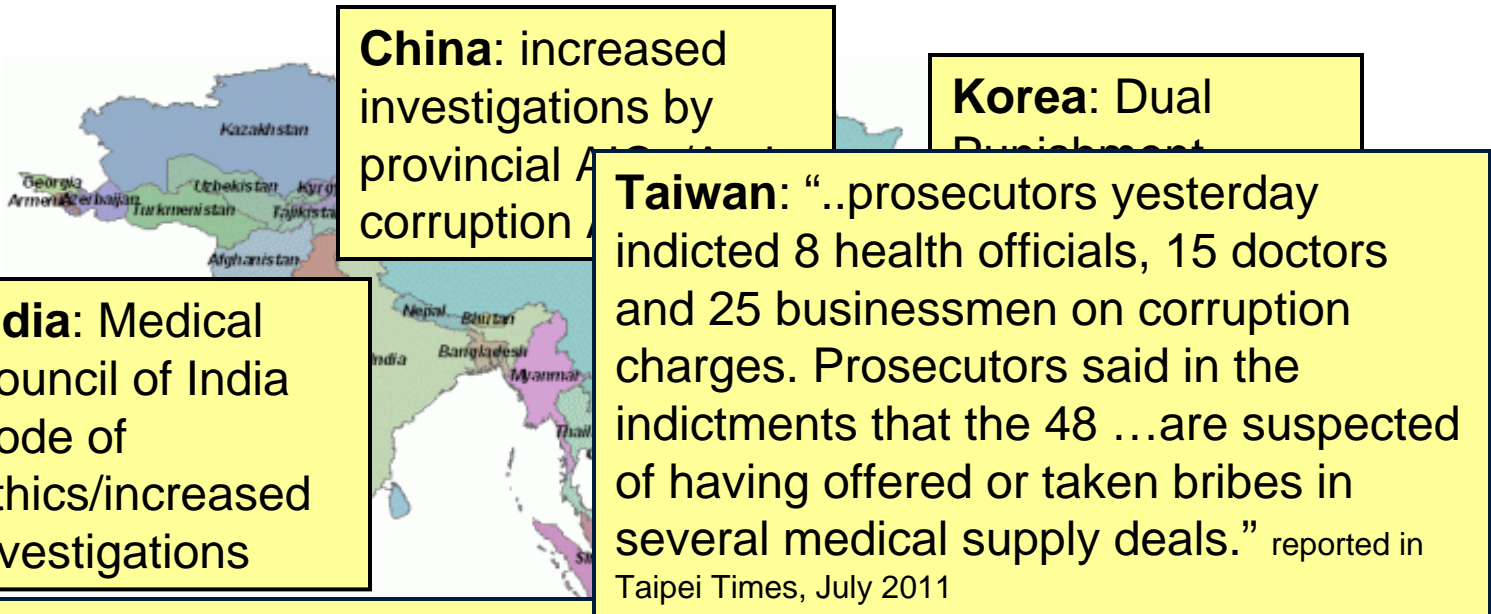 China: increased
investigations by
provincial
corruption
Korea: Dual
Punishment
Taiwan: “..prosecutors yesterday
indicted 8 health officials, 15 doctors
and 25 businessmen on corruption
charges. Prosecutors said in the
indictments that the 48 …are suspected
of having offered or taken bribes in
several medical supply deals.” reported in
Taipei Times, July 2011
dia: Medical
ouncil of India
ode of
thics/increased
vestigations
Kazakhstan
Georgia
Uzbekistan
Azerbaijan
Turkmenistan
Afghanistan
Nepal
Bhutan
Bangladesh
Myanmar